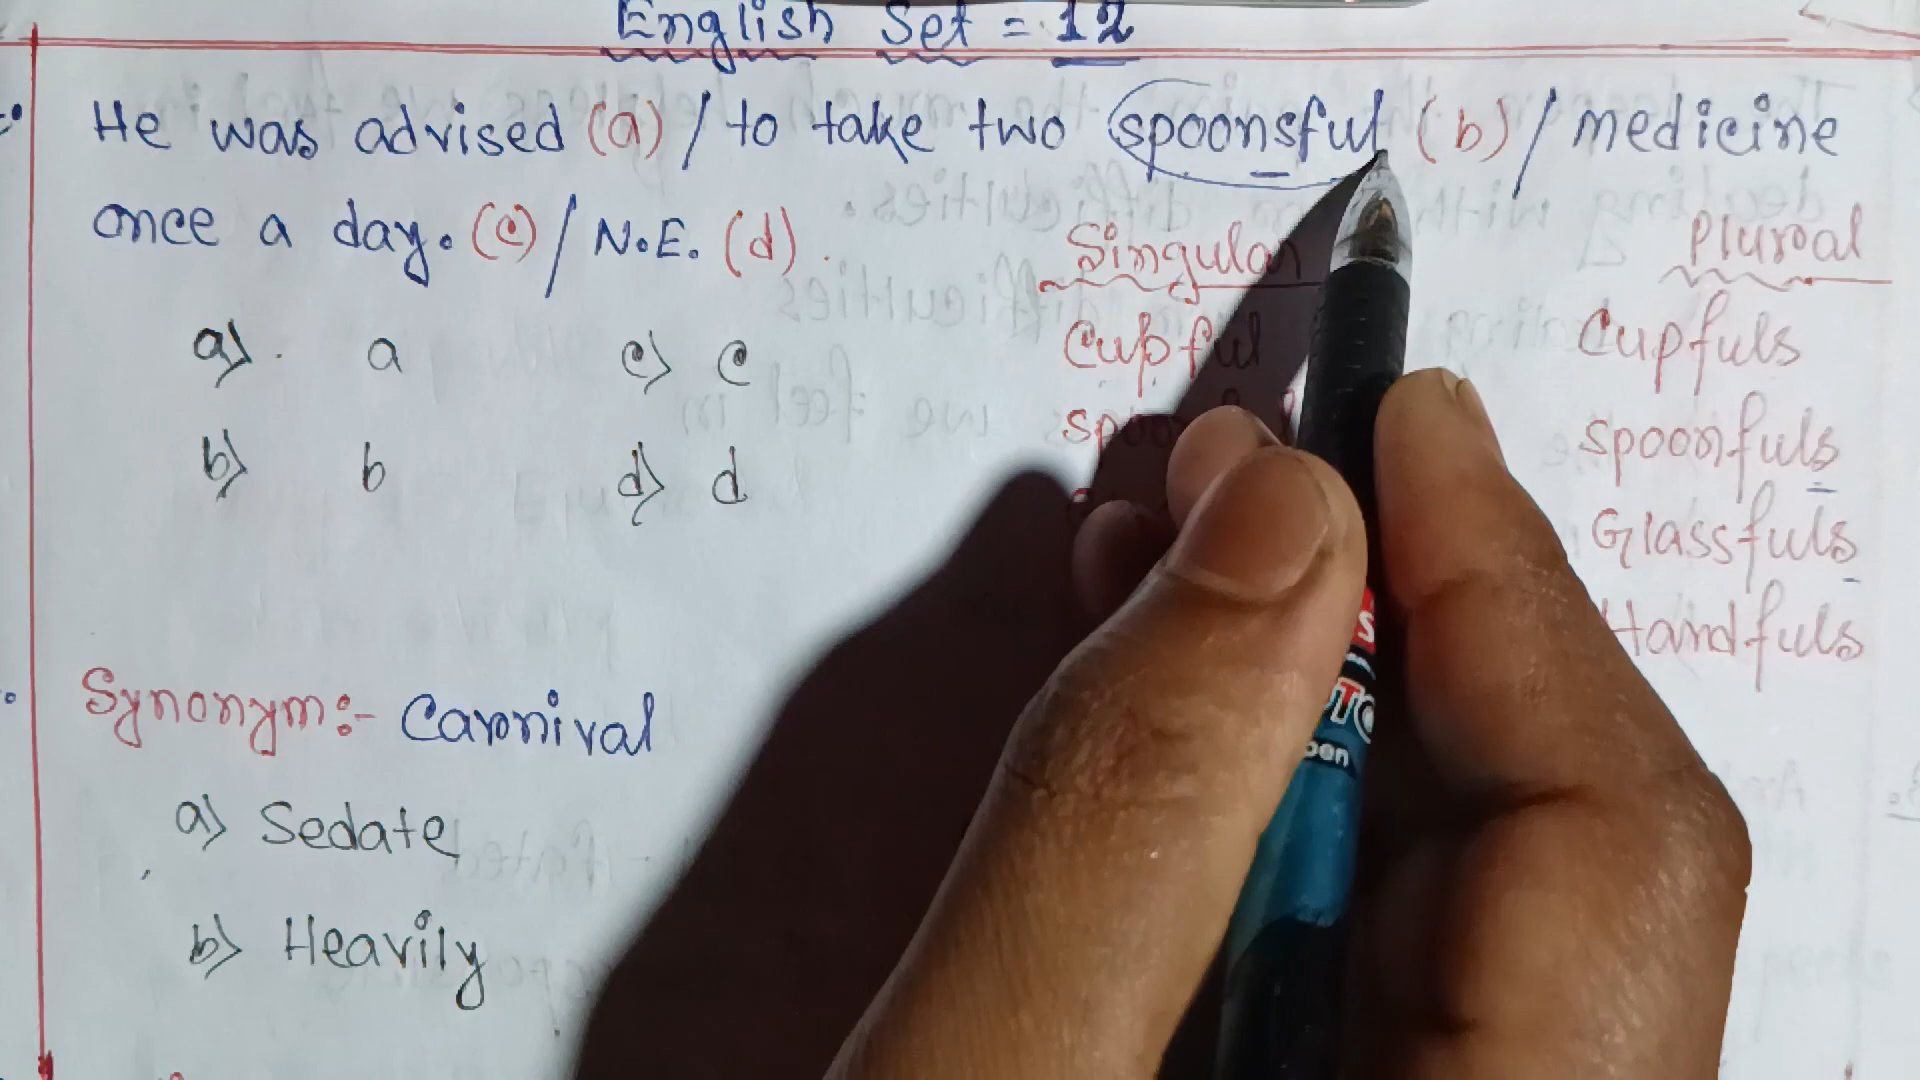 English Set = 12
He was advised (a) / to take two spoonsful (b) / medicine
once a day. (c) / N.E. (d).
Singular Plural
a) a c) c Cupful Cupfuls
b) b d) d Spoonfuls
Glassfuls
Handfuls
Synonym:- Carnival
a) Sedate
b) Heavily